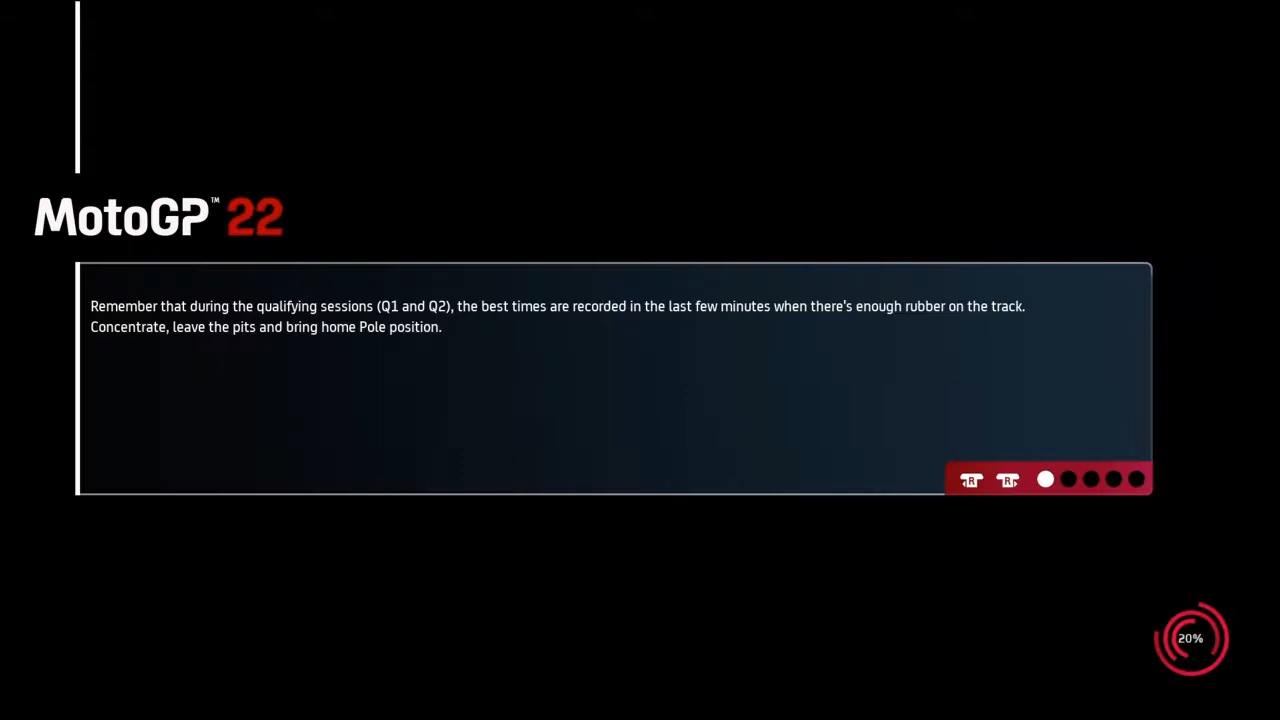 MotoGP™ 22
Remember that during the qualifying sessions (Q1 and Q2), the best times are recorded in the last few minutes when there's enough rubber on the track.
Concentrate, leave the pits and bring home Pole position.
R R
20%